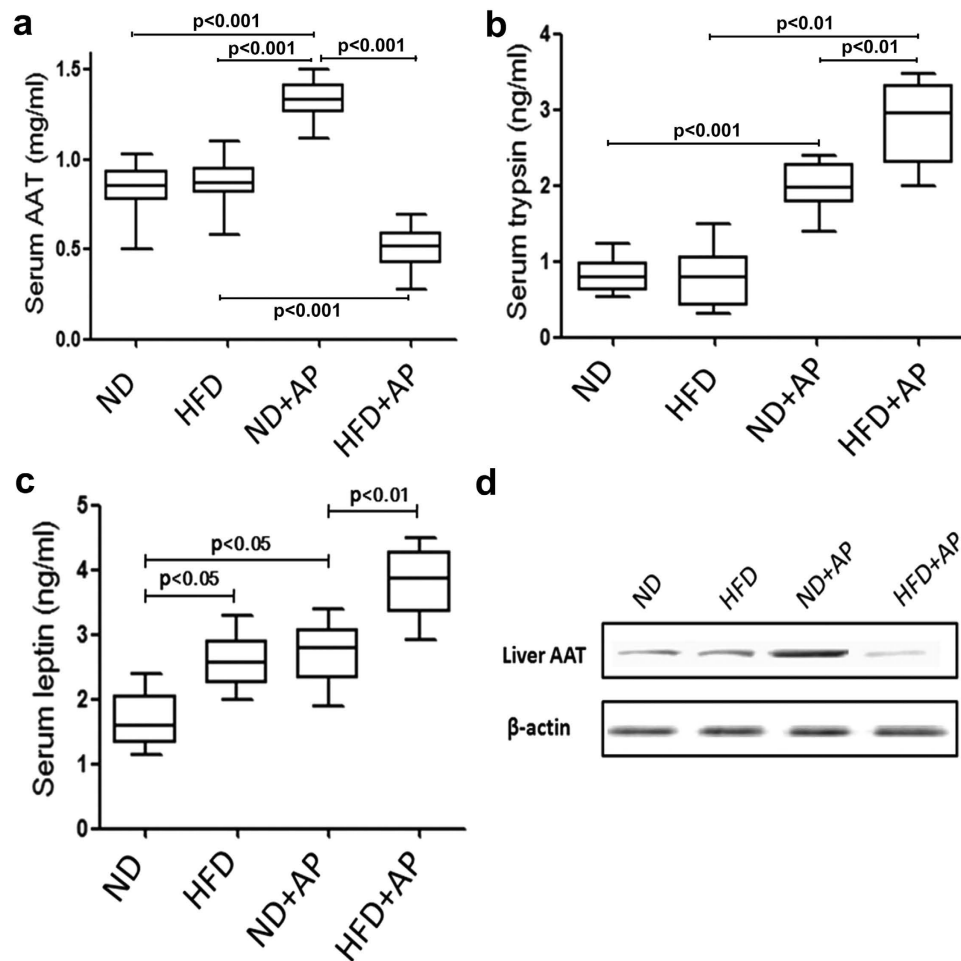 a
p<0.001
p<0.001
p<0.001
Serum AAT (mg/ml)
1.5
1.0
0.5
0.0
p<0.001
ND
HFD
ND+AP
HFD+AP
b
p<0.01
p<0.01
p<0.001
Serum trypsin (ng/ml)
4
3
2
1
0
ND
HFD
ND+AP
HFD+AP
c
p<0.01
p<0.05
p<0.05
Serum leptin (ng/ml)
5
4
3
2
1
0
ND
HFD
ND+AP
HFD+AP
d
ND
HFD
ND+AP
HFD+AP
Liver AAT
β-actin